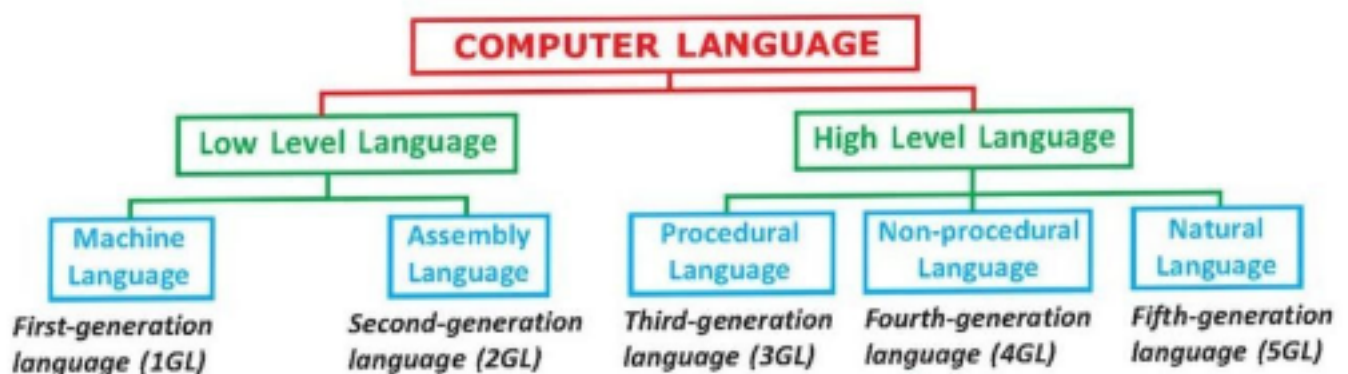 COMPUTER LANGUAGE
Low Level Language
High Level Language
Machine
Language
Assembly
Language
Procedural
Language
Non-procedural
Language
Natural
Language
First-generation
language (1GL)
Second-generation
language (2GL)
Third-generation
language (3GL)
Fourth-generation
language (4GL)
Fifth-generation
language (5GL)